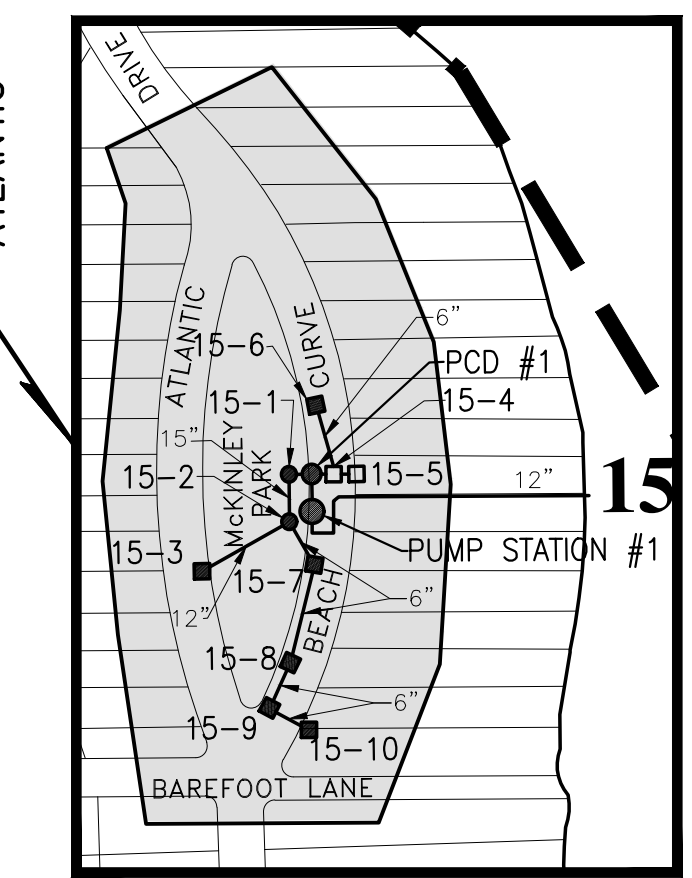 DRIVE
ATLANTIC
ATLANTIC
CURVE
6"
15-6
PCD #1
15-1
15-4
15"
McKINLEY
PARK
15-2
15-5
12"
15
15-3
PUMP STATION #1
15-7
BEACH
12"
6"
15-8
6"
15-9
15-10
BAREFOOT LANE